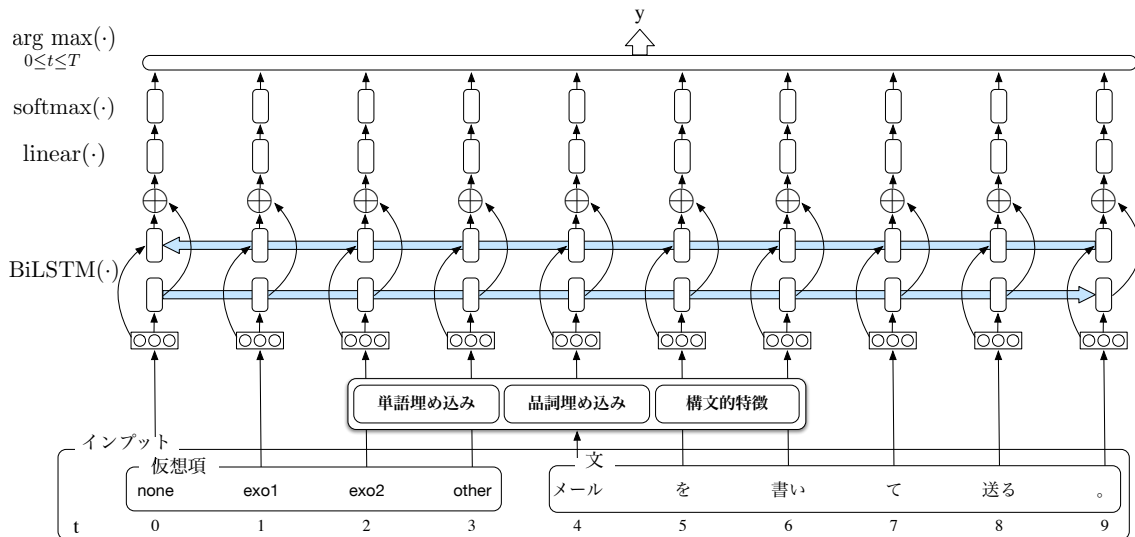 y
arg max(·)
0≤t≤T
softmax(·)
linear(·)
BiLSTM(·)
単語埋め込み 品詞埋め込み 構文的特徴
インプット
仮想項 文
none exo1 exo2 other メール を 書い て 送る 。
t 0 1 2 3 4 5 6 7 8 9